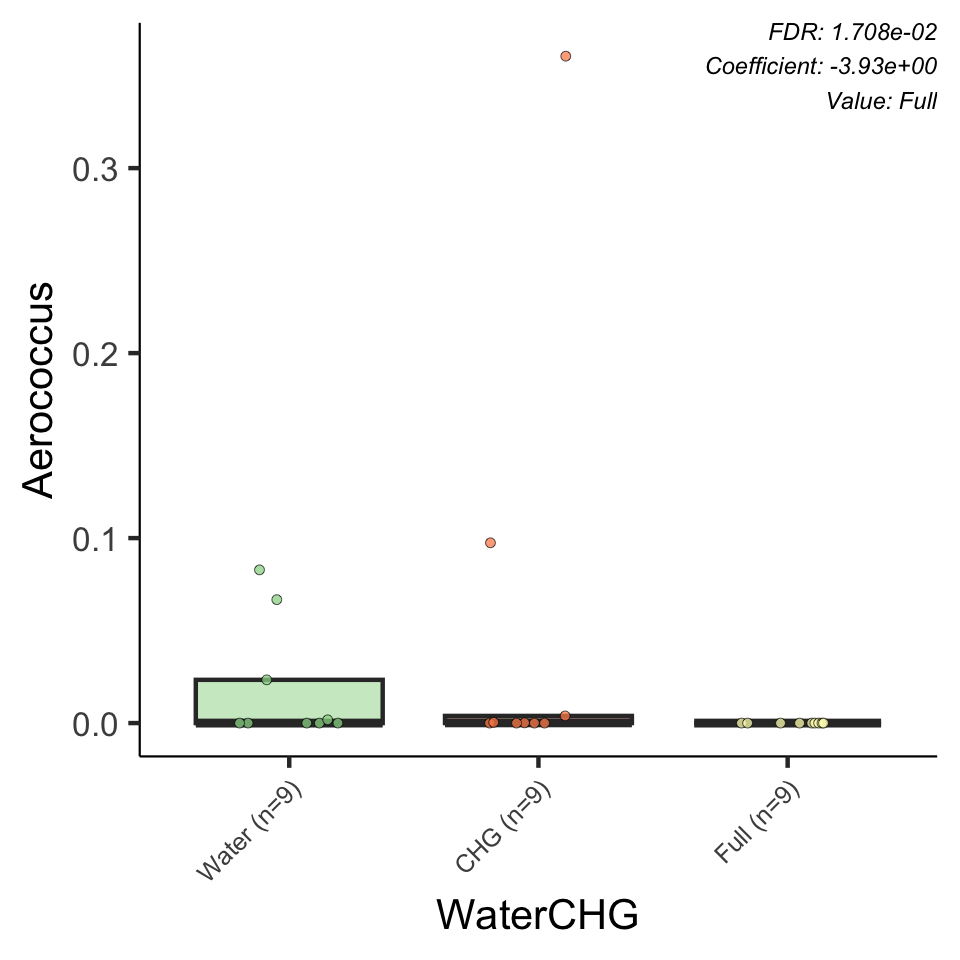 FDR: 1.708e-02
Coefficient: -3.93e+00
Value: Full
0.3
0.2
0.1
0.0
Aerococcus
Water (n=9)
CHG (n=9)
Full (n=9)
WaterCHG